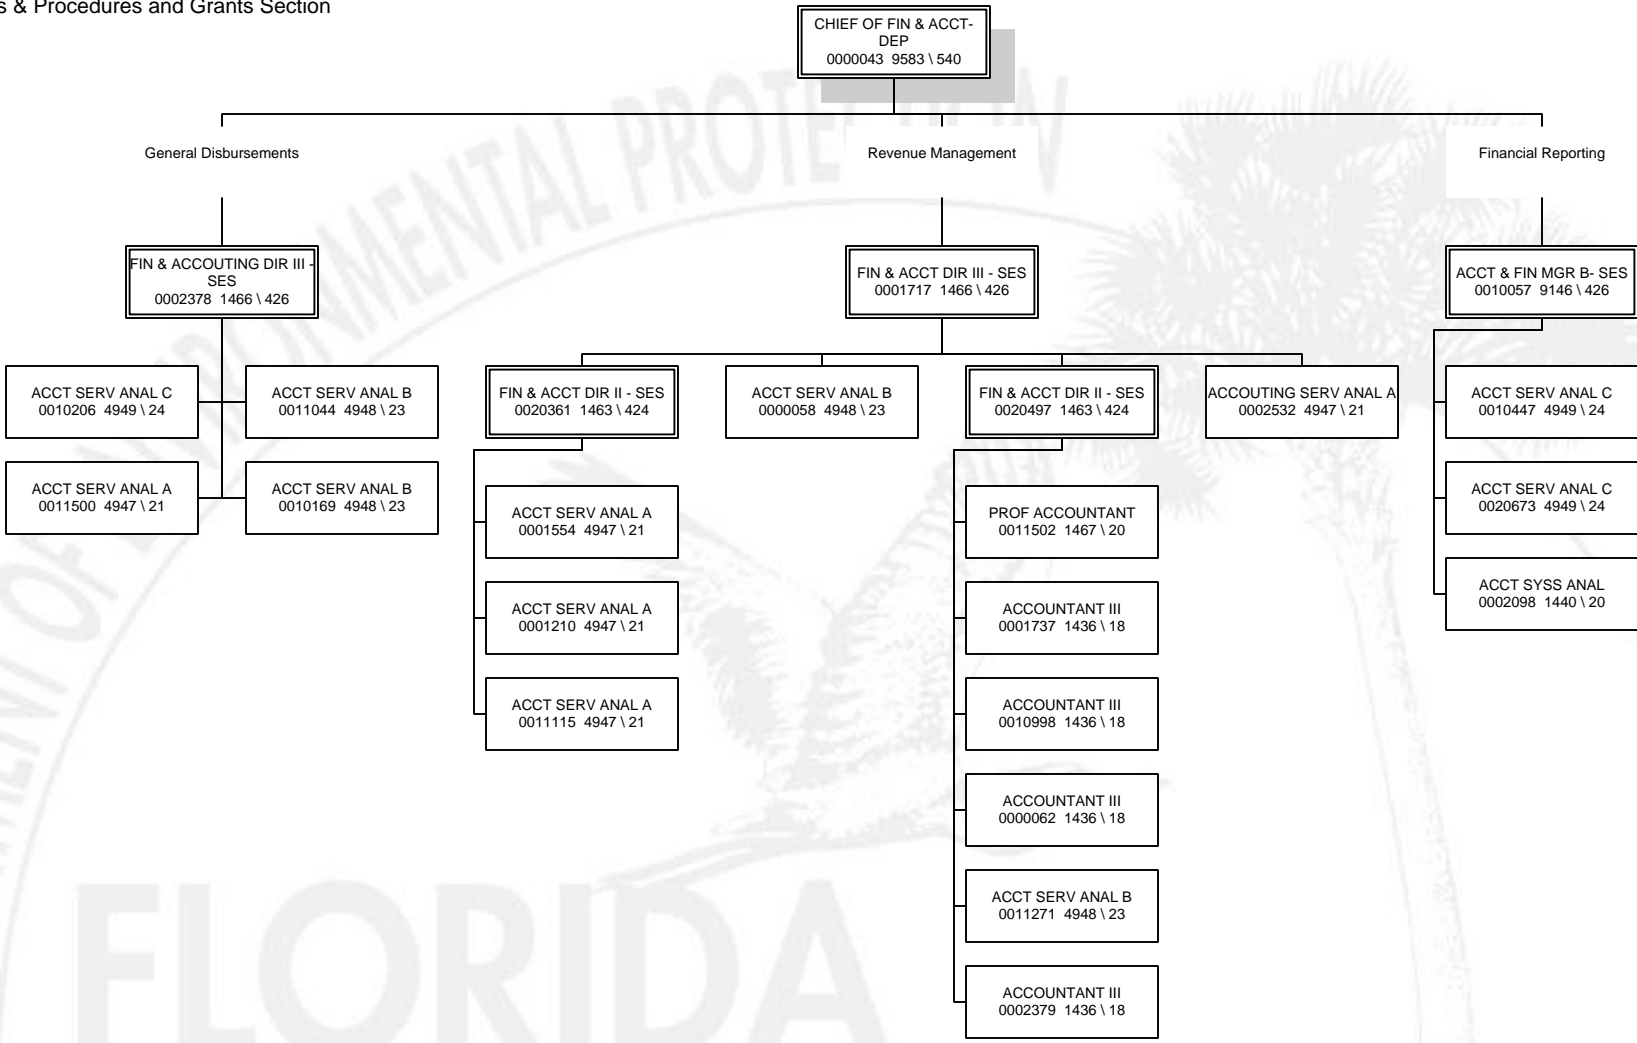 s & Procedures and Grants Section
CHIEF OF FIN & ACCT-
DEP
0000043 9583 \ 540
General Disbursements
Revenue Management
Financial Reporting
FIN & ACCOUTING DIR III -
SES
0002378 1466 \ 426
FIN & ACCT DIR III - SES
0001717 1466 \ 426
ACCT & FIN MGR B- SES
0010057 9146 \ 426
ACCT SERV ANAL C
0010206 4949 \ 24
ACCT SERV ANAL B
0011044 4948 \ 23
FIN & ACCT DIR II - SES
0020361 1463 \ 424
ACCT SERV ANAL B
0000058 4948 \ 23
FIN & ACCT DIR II - SES
0020497 1463 \ 424
ACCOUTING SERV ANAL A
0002532 4947 \ 21
ACCT SERV ANAL C
0010447 4949 \ 24
ACCT SERV ANAL A
0011500 4947 \ 21
ACCT SERV ANAL B
0010169 4948 \ 23
ACCT SERV ANAL A
0001554 4947 \ 21
PROF ACCOUNTANT
0011502 1467 \ 20
ACCT SERV ANAL C
0020673 4949 \ 24
ACCT SERV ANAL A
0001210 4947 \ 21
ACCOUNTANT III
0001737 1436 \ 18
ACCT SYSS ANAL
0002098 1440 \ 20
ACCT SERV ANAL A
0011115 4947 \ 21
ACCOUNTANT III
0010998 1436 \ 18
ACCOUNTANT III
0000062 1436 \ 18
ACCT SERV ANAL B
0011271 4948 \ 23
ACCOUNTANT III
0002379 1436 \ 18
OF ENVIRONMENTAL PROTECTION
FLORIDA